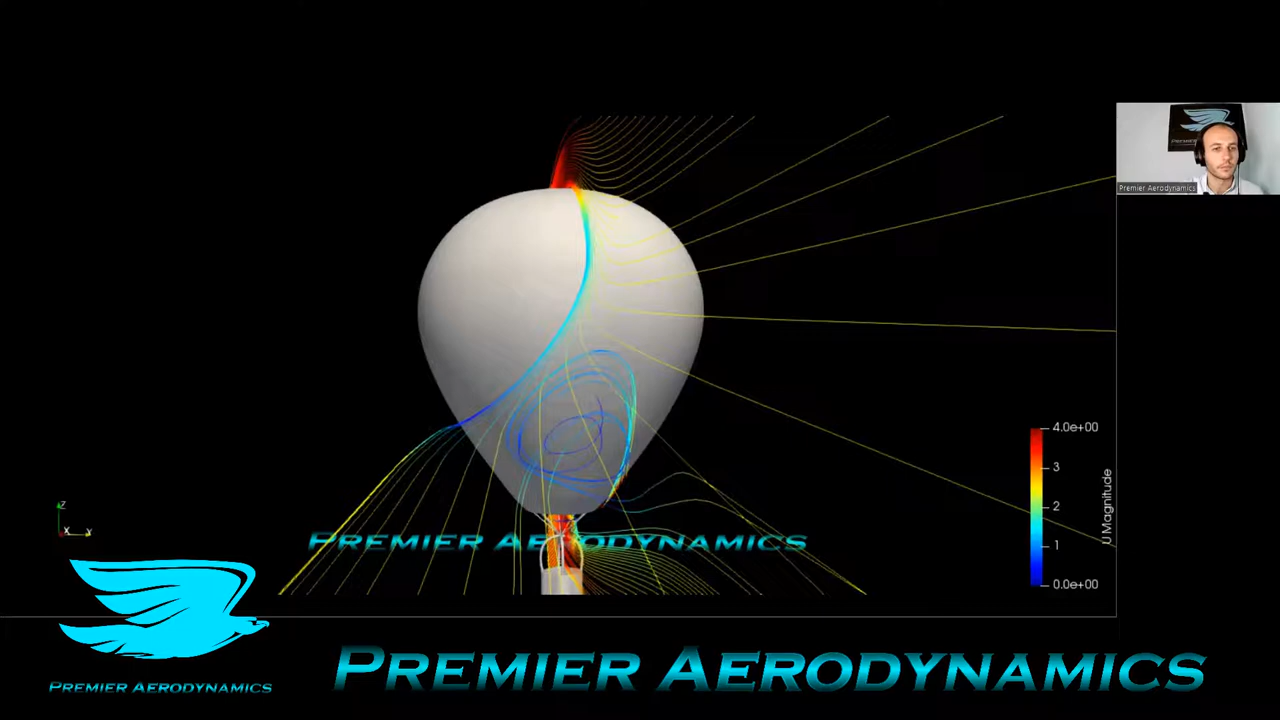 Premier Aerodynamics
4.0e+00
3
2
1
0.0e+00
U Magnitude
Z
X
Y
PREMIER AERODYNAMICS
PREMIER AERODYNAMICS
PREMIER AERODYNAMICS